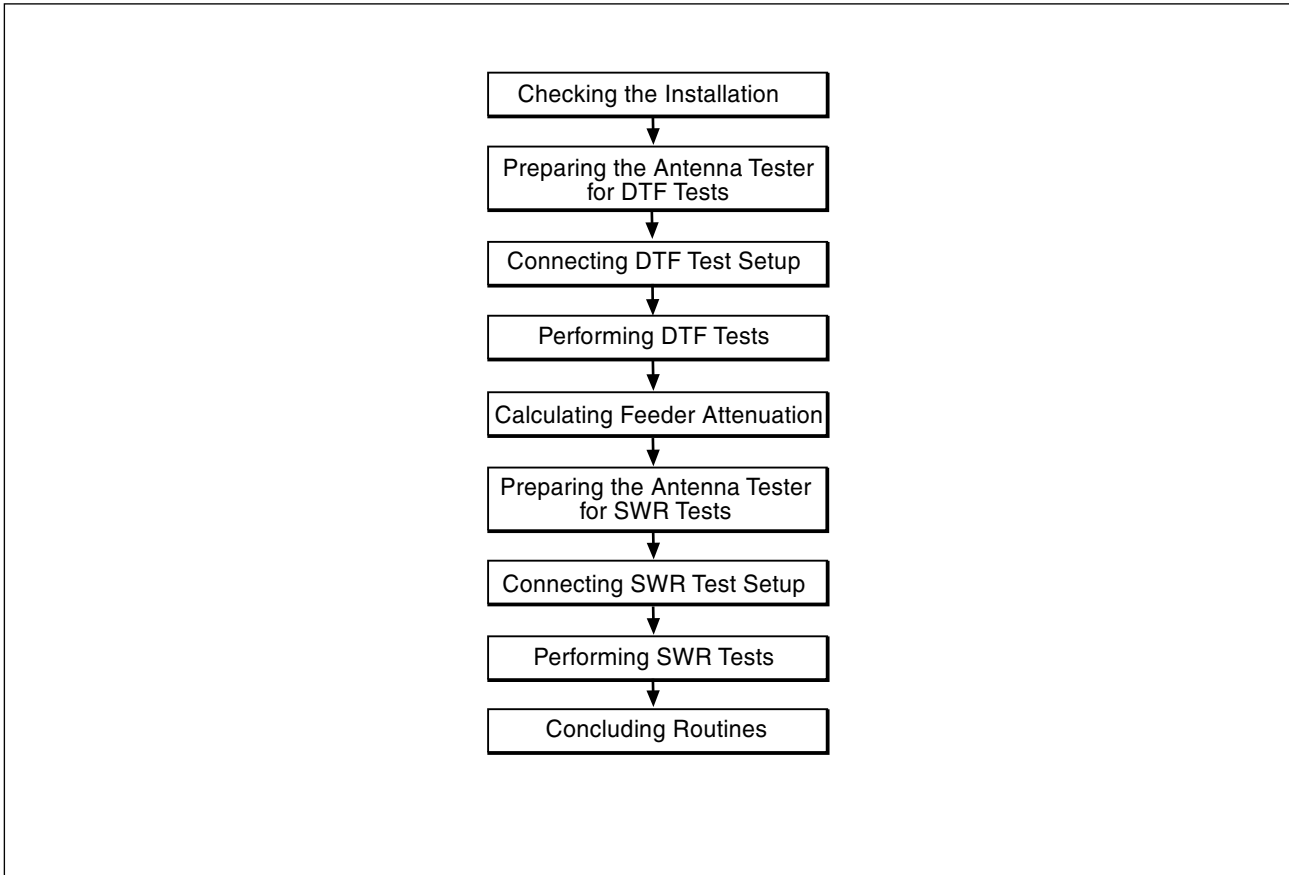 Checking the Installation
Preparing the Antenna Tester
for DTF Tests
Connecting DTF Test Setup
Performing DTF Tests
Calculating Feeder Attenuation
Preparing the Antenna Tester
for SWR Tests
Connecting SWR Test Setup
Performing SWR Tests
Concluding Routines